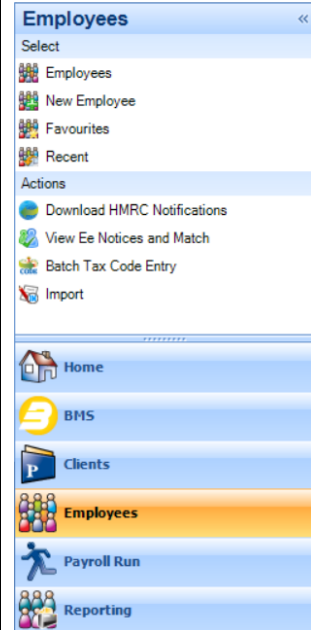 Employees «
Select
Employees
New Employee
Favourites
Recent
Actions
Download HMRC Notifications
View Ee Notices and Match
CODE Batch Tax Code Entry
Import
Home
BMS
P Clients
Employees
Payroll Run
Reporting